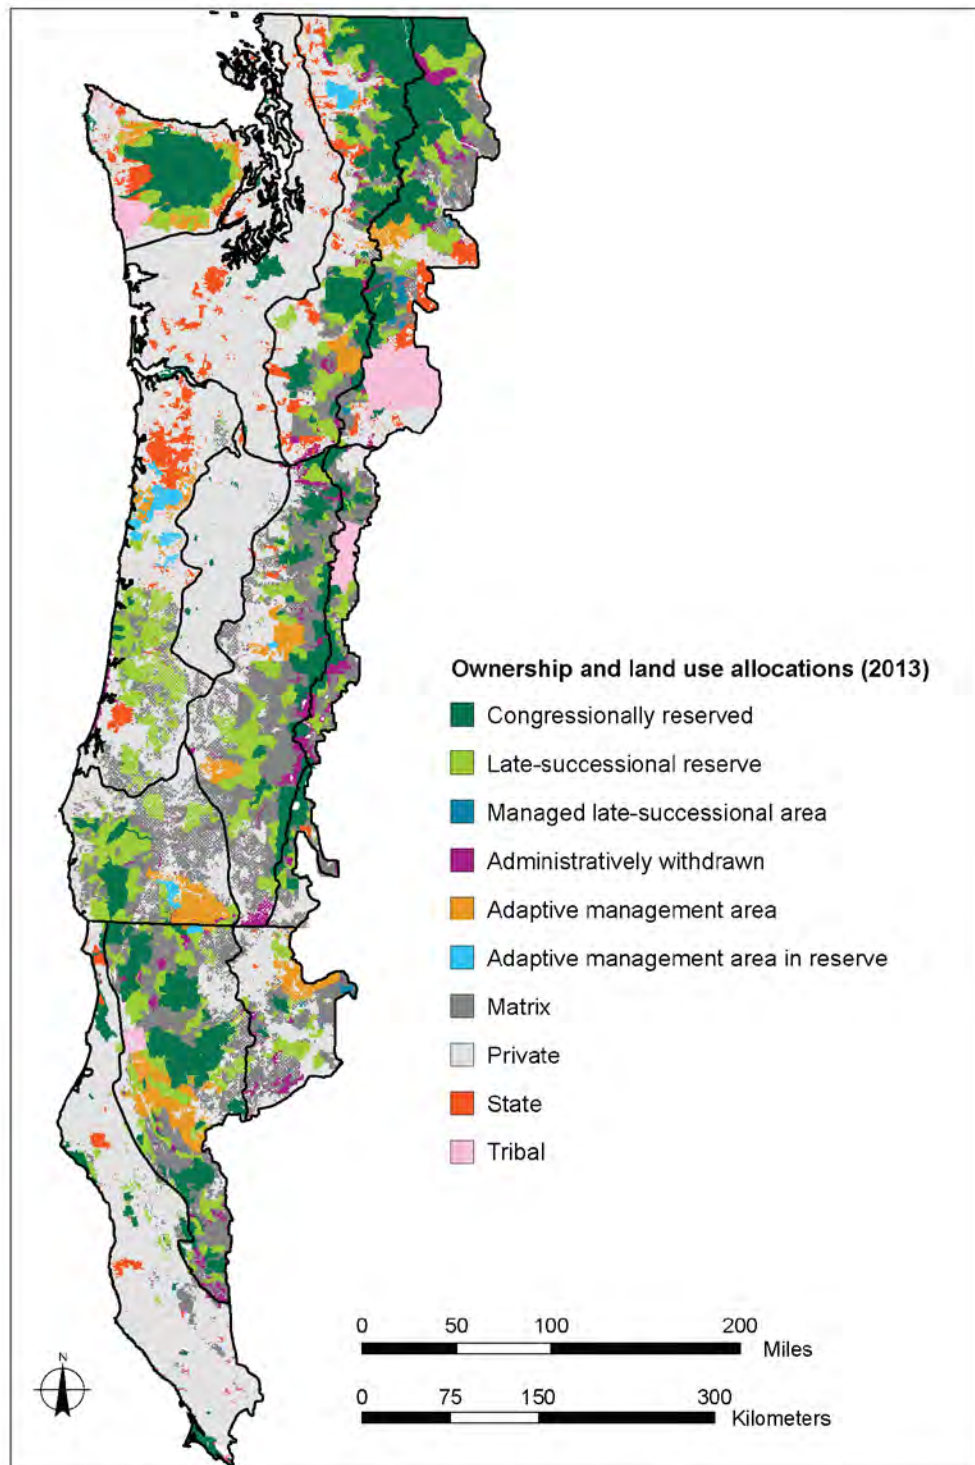 Ownership and land use allocations (2013)
Congressionally reserved
Late-successional reserve
Managed late-successional area
Administratively withdrawn
Adaptive management area
Adaptive management area in reserve
Matrix
Private
State
Tribal
0 50 100 200
Miles
0 75 150 300
Kilometers
N